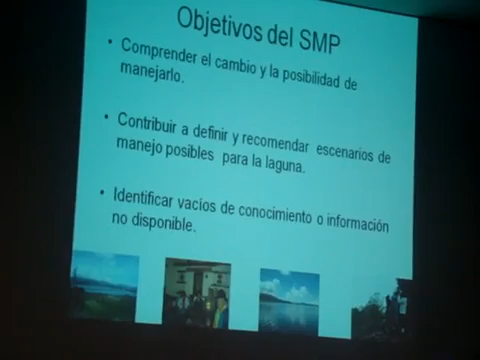 Objetivos del SMP
• Comprender el cambio y la posibilidad de
manejarlo.
• Contribuir a definir y recomendar escenarios de
manejo posibles para la laguna.
• Identificar vacíos de conocimiento o información
no disponible.